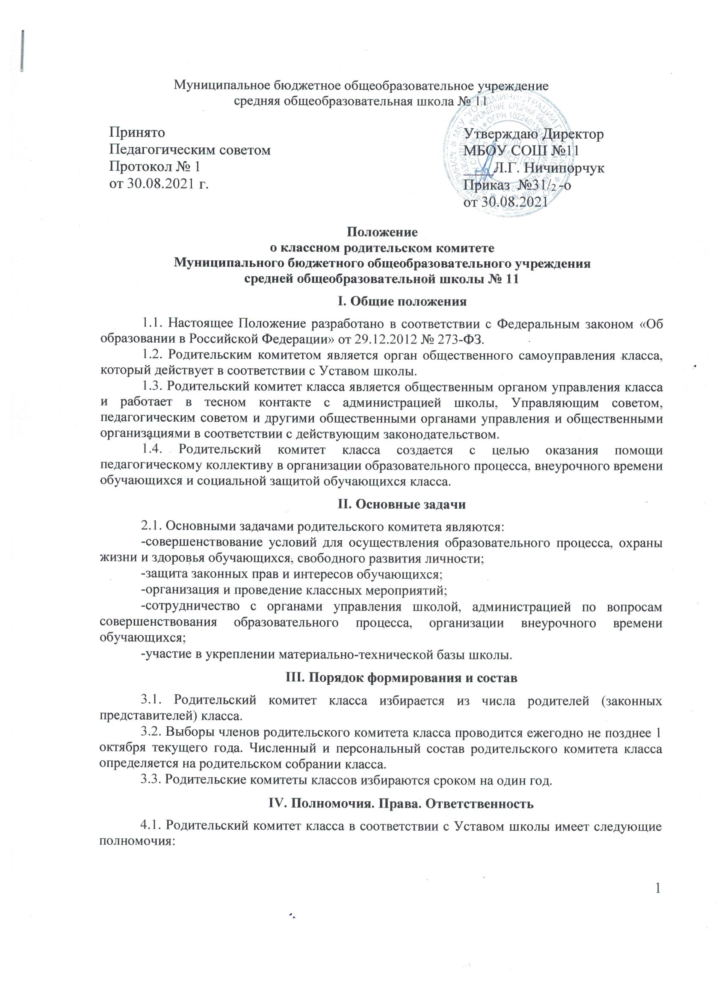 Муниципальное бюджетное общеобразовательное учреждение
средняя общеобразовательная школа № 11
Принято
Педагогическим советом
Протокол № 1
от 30.08.2021 г.
Утверждаю Директор
МБОУ СОШ №11
____Л.Г. Ничипорчук
Приказ №31/2 -о
от 30.08.2021
Положение
о классном родительском комитете
Муниципального бюджетного общеобразовательного учреждения
средней общеобразовательной школы № 11
I. Общие положения
1.1. Настоящее Положение разработано в соответствии с Федеральным законом «Об
образовании в Российской Федерации» от 29.12.2012 № 273-ФЗ.
1.2. Родительским комитетом является орган общественного самоуправления класса,
который действует в соответствии с Уставом школы.
1.3. Родительский комитет класса является общественным органом управления класса
и работает в тесном контакте с администрацией школы, Управляющим советом,
педагогическим советом и другими общественными органами управления и общественными
организациями в соответствии с действующим законодательством.
1.4. Родительский комитет класса создается с целью оказания помощи
педагогическому коллективу в организации образовательного процесса, внеурочного времени
обучающихся и социальной защитой обучающихся класса.
II. Основные задачи
2.1. Основными задачами родительского комитета являются:
-совершенствование условий для осуществления образовательного процесса, охраны
жизни и здоровья обучающихся, свободного развития личности;
-защита законных прав и интересов обучающихся;
-организация и проведение классных мероприятий;
-сотрудничество с органами управления школой, администрацией по вопросам
совершенствования образовательного процесса, организации внеурочного времени
обучающихся;
-участие в укреплении материально-технической базы школы.
III. Порядок формирования и состав
3.1. Родительский комитет класса избирается из числа родителей (законных
представителей) класса.
3.2. Выборы членов родительского комитета класса проводится ежегодно не позднее 1
октября текущего года. Численный и персональный состав родительского комитета класса
определяется на родительском собрании класса.
3.3. Родительские комитеты классов избираются сроком на один год.
IV. Полномочия. Права. Ответственность
4.1. Родительский комитет класса в соответствии с Уставом школы имеет следующие
полномочия:
1